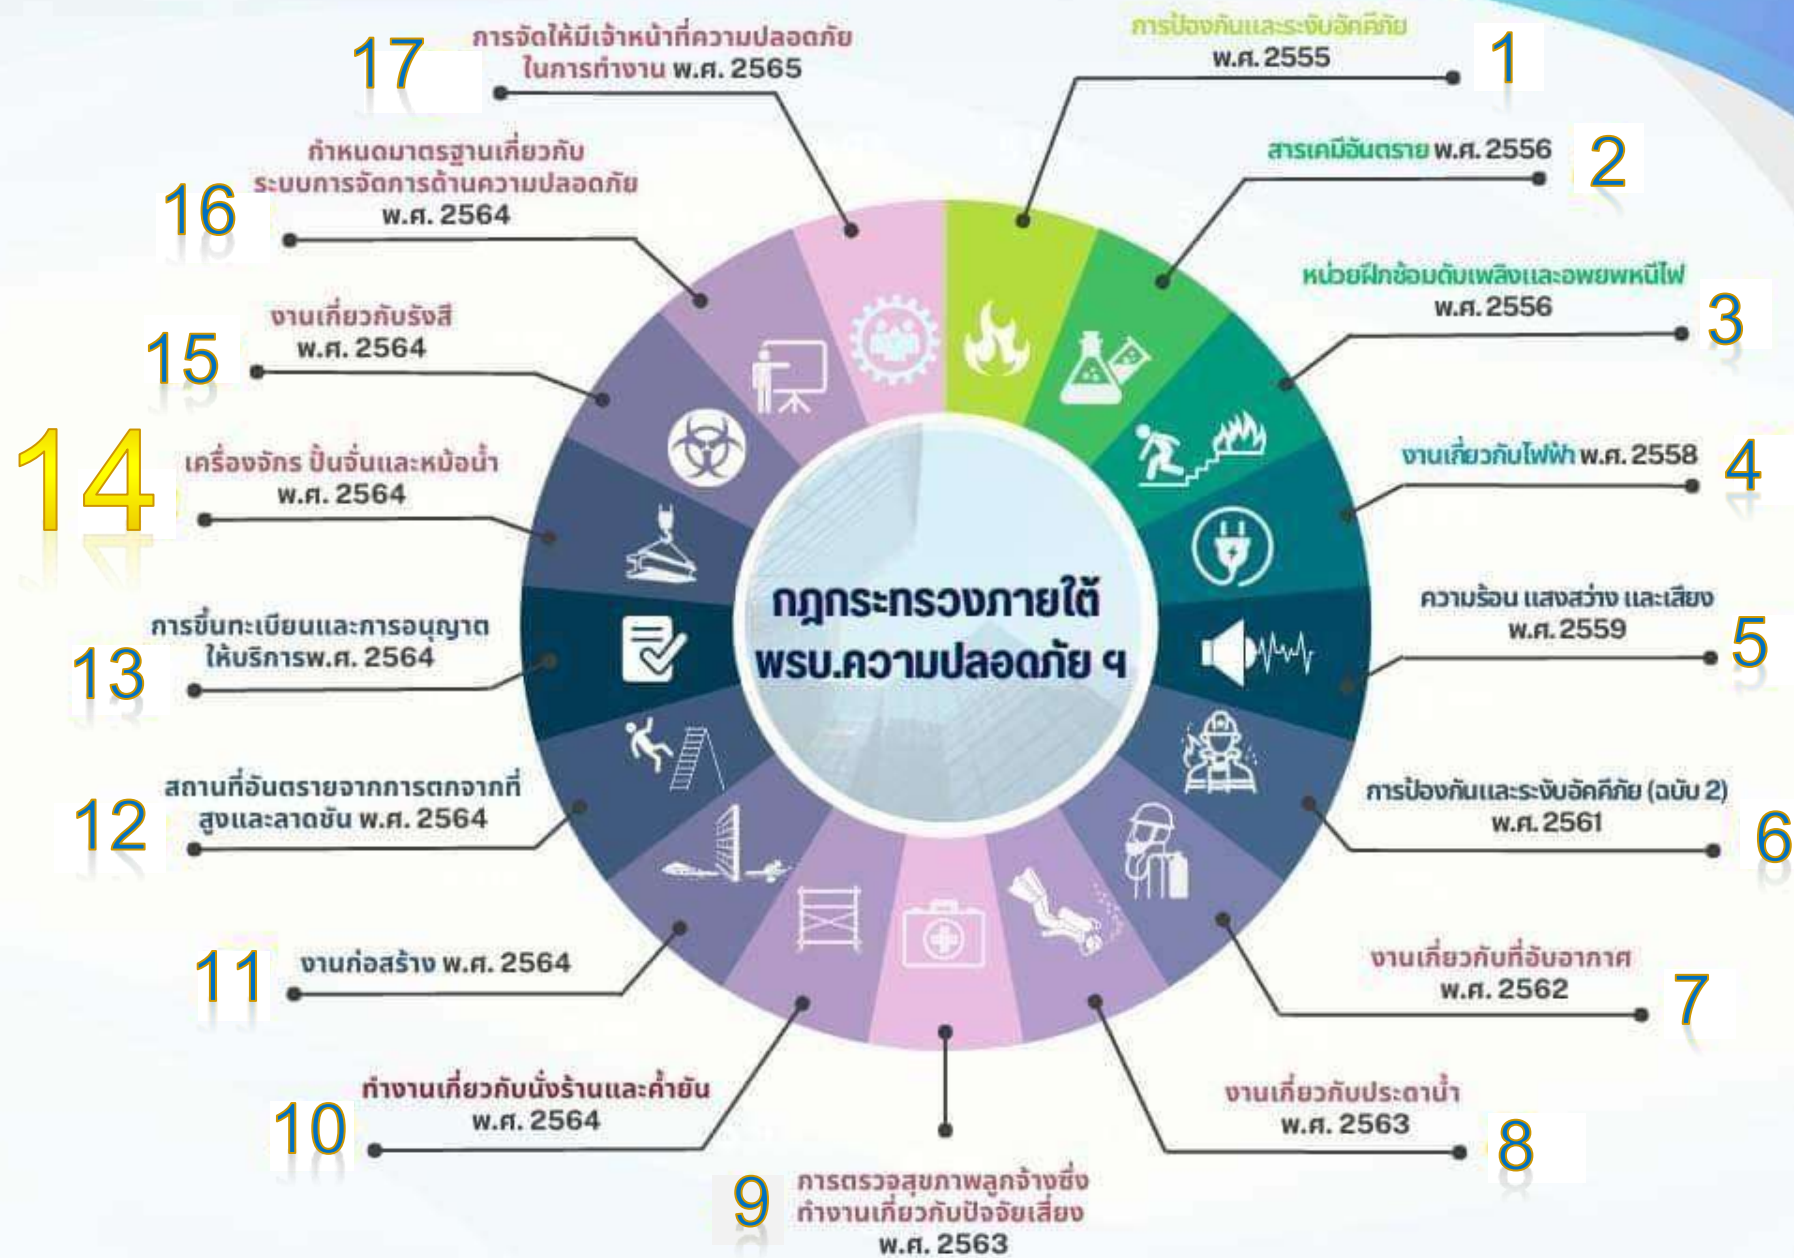 กฎกระทรวงภายใต้
พรบ.ความปลอดภัย ฯ
1
การป้องกันและระงับอัคคีภัย
พ.ศ. 2555
2
สารเคมีอันตราย พ.ศ. 2556
3
หน่วยฝึกซ้อมดับเพลิงและอพยพหนีไฟ
พ.ศ. 2556
4
งานเกี่ยวกับไฟฟ้า พ.ศ. 2558
5
ความร้อน แสงสว่าง และเสียง
พ.ศ. 2559
6
การป้องกันและระงับอัคคีภัย (ฉบับ 2)
พ.ศ. 2561
7
งานเกี่ยวกับที่อับอากาศ
พ.ศ. 2562
8
งานเกี่ยวกับประดาน้ำ
พ.ศ. 2563
9
การตรวจสุขภาพลูกจ้างซึ่ง
ทำงานเกี่ยวกับปัจจัยเสี่ยง
พ.ศ. 2563
10
ทำงานเกี่ยวกับนั่งร้านและค้ำยัน
พ.ศ. 2564
11
งานก่อสร้าง พ.ศ. 2564
12
สถานที่อันตรายจากการตกจากที่
สูงและลาดชัน พ.ศ. 2564
13
การขึ้นทะเบียนและการอนุญาต
ให้บริการพ.ศ. 2564
14
เครื่องจักร ปั้นจั่นและหม้อน้ำ
พ.ศ. 2564
15
งานเกี่ยวกับรังสี
พ.ศ. 2564
16
กำหนดมาตรฐานเกี่ยวกับ
ระบบการจัดการด้านความปลอดภัย
พ.ศ. 2564
17
การจัดให้มีเจ้าหน้าที่ความปลอดภัย
ในการทำงาน พ.ศ. 2565